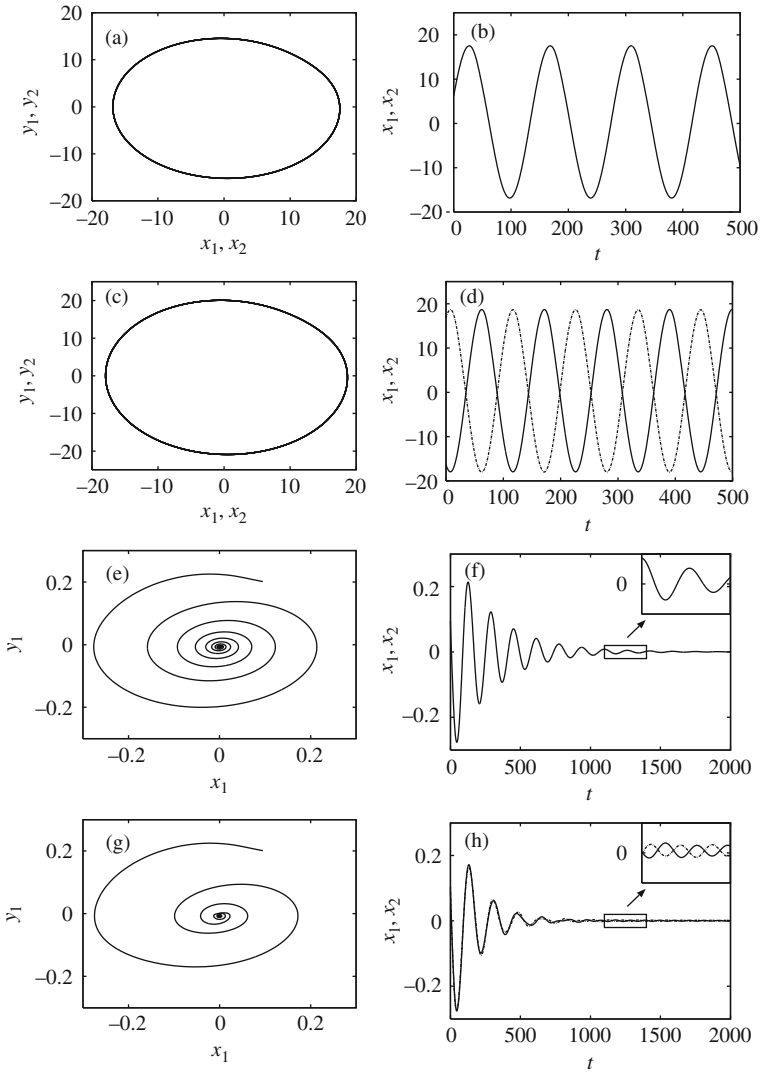 20
(a)
10
y1, y2
0
–10
–20
–20 –10 0 10 20
x1, x2
(b)
20
10
x1, x2
0
–10
–20
0 100 200 300 400 500
t
(c)
20
10
y1, y2
0
–10
–20
–20 –10 0 10 20
x1, x2
(d)
20
10
x1, x2
0
–10
–20
0 100 200 300 400 500
t
(e)
0.2
y1
0
–0.2
–0.2 0 0.2
x1
(f)
0
0.2
x1, x2
0
–0.2
0 500 1000 1500 2000
t
(g)
0.2
y1
0
–0.2
–0.2 0 0.2
x1
(h)
0
0.2
x1, x2
0
–0.2
0 500 1000 1500 2000
t